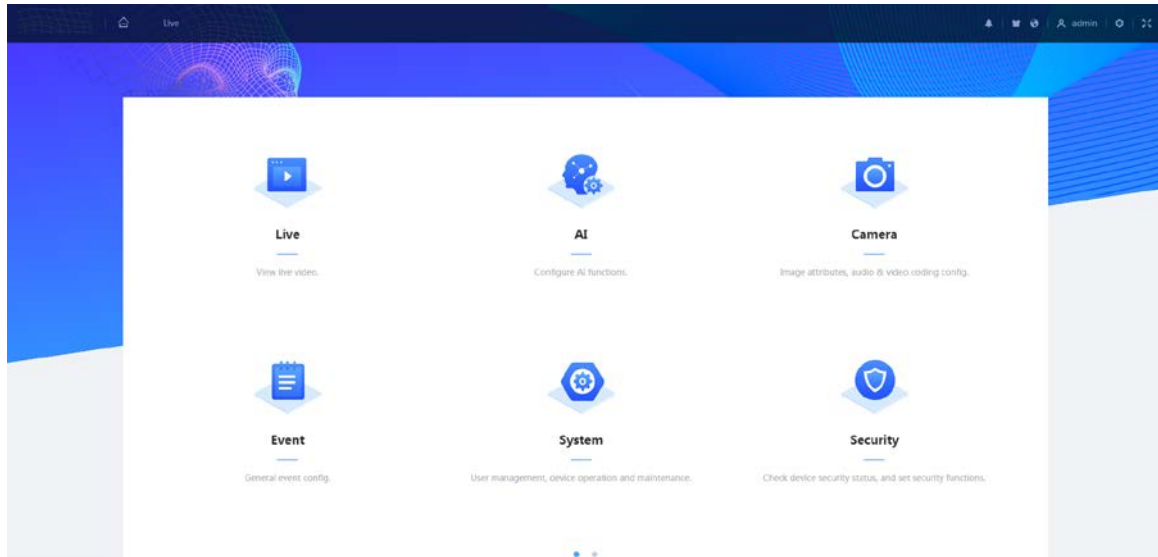 Live
admin
Live
AI
Camera
View live video.
Configure AI functions.
Image attributes, audio & video coding config.
Event
System
Security
General event config.
User management, device operation and maintenance.
Check device security status, and set security functions.